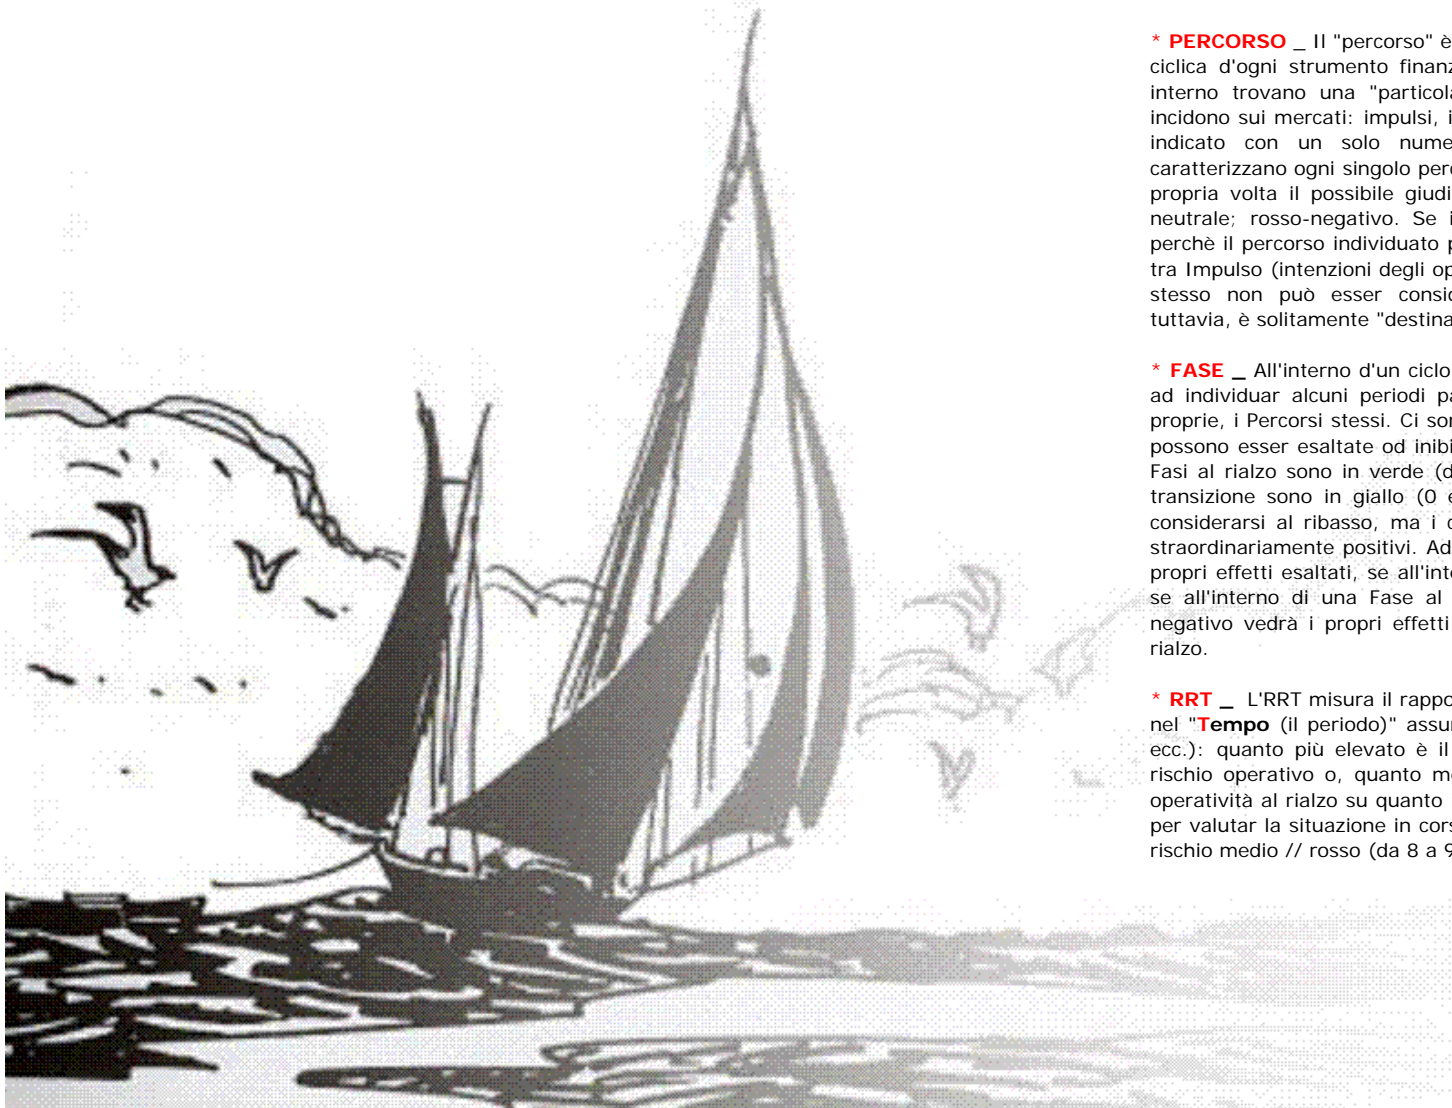 * PERCORSO _ Il "percorso" è
ciclica d'ogni strumento finanz
interno trovano una "particola
incidono sui mercati: impulsi, i
indicato con un solo nume
caratterizzano ogni singolo perc
propria volta il possibile giudi
neutrale; rosso-negativo. Se i
perchè il percorso individuato p
tra Impulso (intenzioni degli op
stesso non può esser consid
tuttavia, è solitamente "destina
* FASE _ All'interno d'un ciclo
ad individuar alcuni periodi pa
proprie, i Percorsi stessi. Ci sor
possono esser esaltate od inibi
Fasi al rialzo sono in verde (d
transizione sono in giallo (0 e
considerarsi al ribasso, ma i c
straordinariamente positivi. Ad
propri effetti esaltati, se all'inte
se all'interno di una Fase al
negativo vedrà i propri effetti
rialzo.
* RRT _ L'RRT misura il rappo
nel "Tempo (il periodo)" assur
ecc.): quanto più elevato è il
rischio operativo o, quanto me
operatività al rialzo su quanto
per valutar la situazione in cors
rischio medio // rosso (da 8 a 9